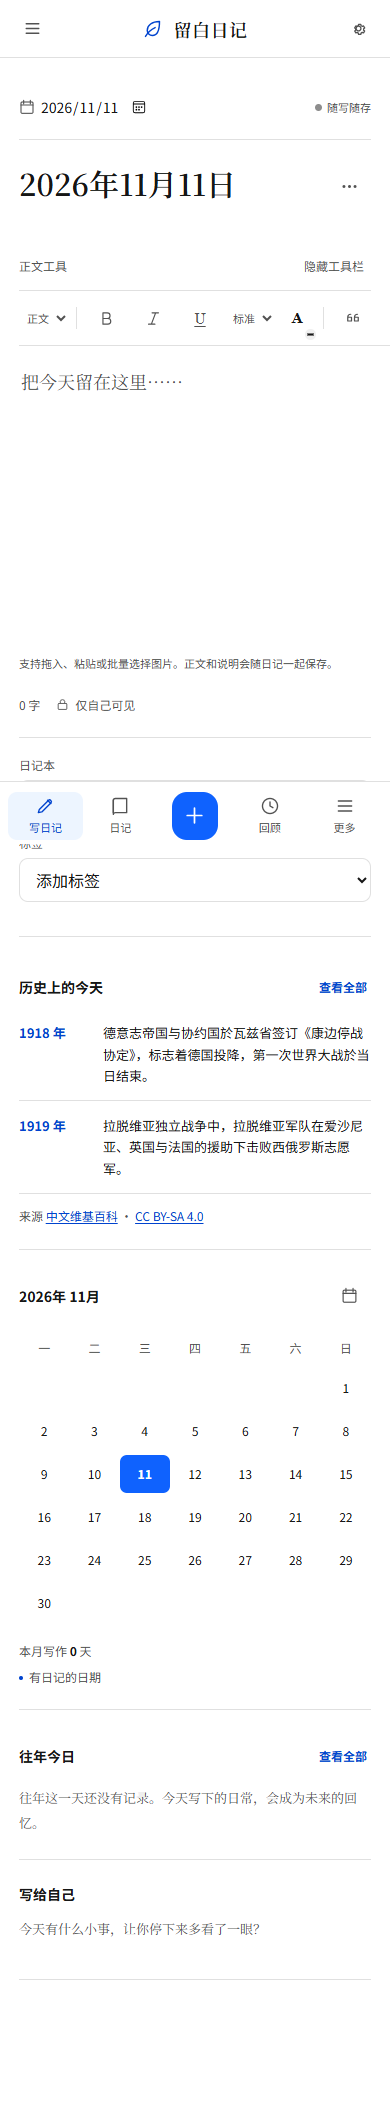 留白日记
2026/11/11
随写随存
2026年11月11日
正文工具
隐藏工具栏
正文 B I U 标准 A
把今天留在这里……
支持拖入、粘贴或批量选择图片。正文和说明会随日记一起保存。
0 字 仅自己可见
日记本
写日记 日记 回顾 更多
标签
添加标签
历史上的今天
查看全部
1918 年
德意志帝国与协约国於瓦兹省签订《康边停战
协定》，标志着德国投降，第一次世界大战於当
日结束。
1919 年
拉脱维亚独立战争中，拉脱维亚军队在爱沙尼
亚、英国与法国的援助下击败西俄罗斯志愿
军。
来源 中文维基百科 · CC BY-SA 4.0
2026年 11月
一 二 三 四 五 六 日
1
2 3 4 5 6 7 8
9 10 11 12 13 14 15
16 17 18 19 20 21 22
23 24 25 26 27 28 29
30
本月写作 0 天
有日记的日期
往年今日
查看全部
往年这一天还没有记录。今天写下的日常，会成为未来的回
忆。
写给自己
今天有什么小事，让你停下来多看了一眼？